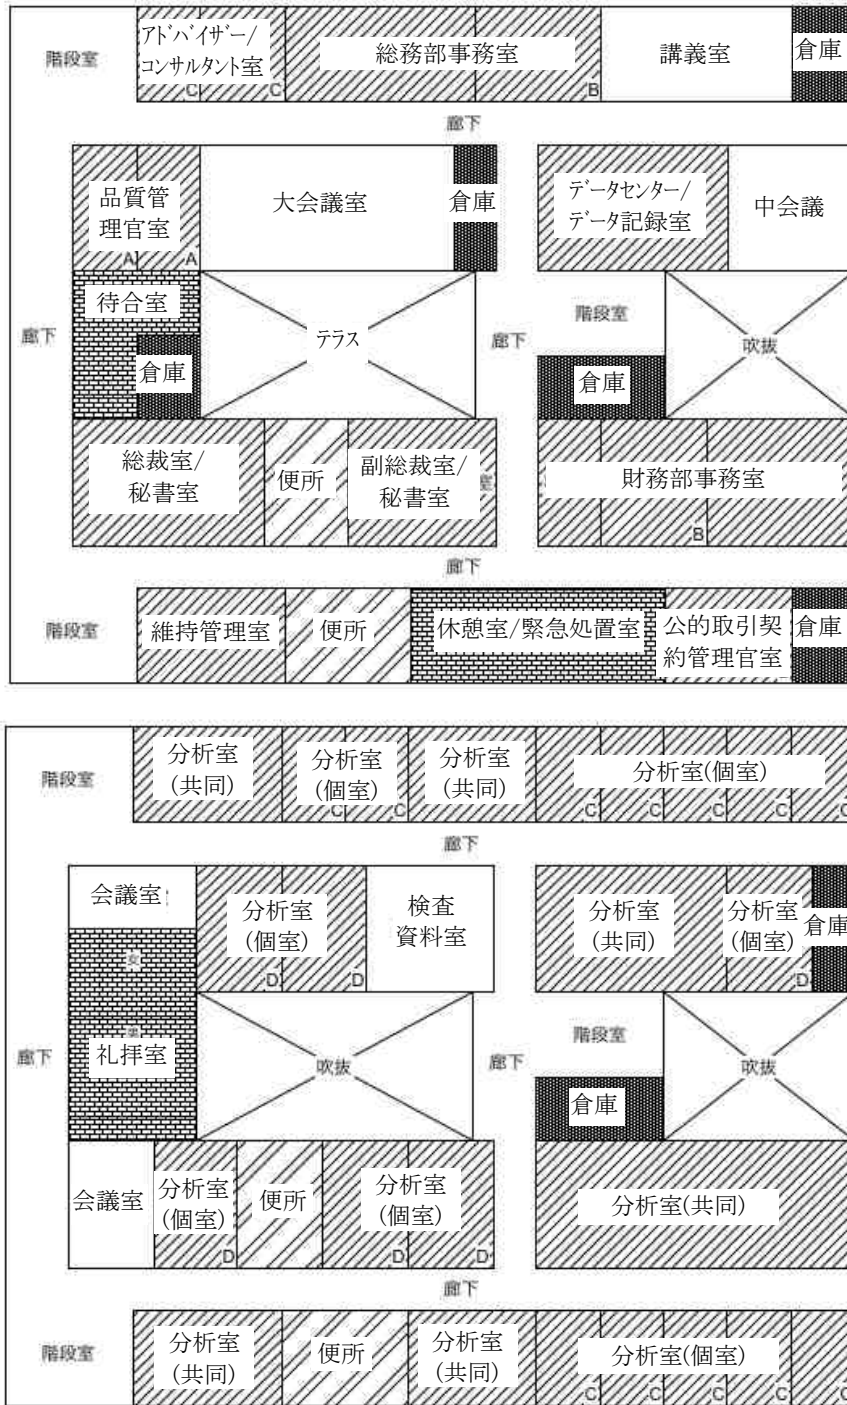 階段室
アドバイザー/
コンサルタント室
C
C
総務部事務室
B
講義室
倉庫
廊下
品質管
理官室
A
A
大会議室
倉庫
データセンター/
データ記録室
中会議
廊下
待合室
倉庫
テラス
廊下
階段室
倉庫
吹抜
総裁室/
秘書室
便所
副総裁室/
秘書室
室
財務部事務室
B
廊下
階段室
維持管理室
便所
休憩室/緊急処置室
公的取引契
約管理官室
倉庫
階段室
分析室
(共同)
分析室
(個室)
C
C
分析室
(共同)
分析室(個室)
C
C
C
C
C
廊下
会議室
分析室
(個室)
D
D
検査
資料室
分析室
(共同)
分析室
(個室)
D
倉庫
廊下
女
男
礼拝室
吹抜
廊下
階段室
倉庫
吹抜
会議室
分析室
(個室)
D
便所
分析室
(個室)
D
D
分析室(共同)
廊下
階段室
分析室
(共同)
便所
分析室
(共同)
分析室(個室)
C
C
C
C
C